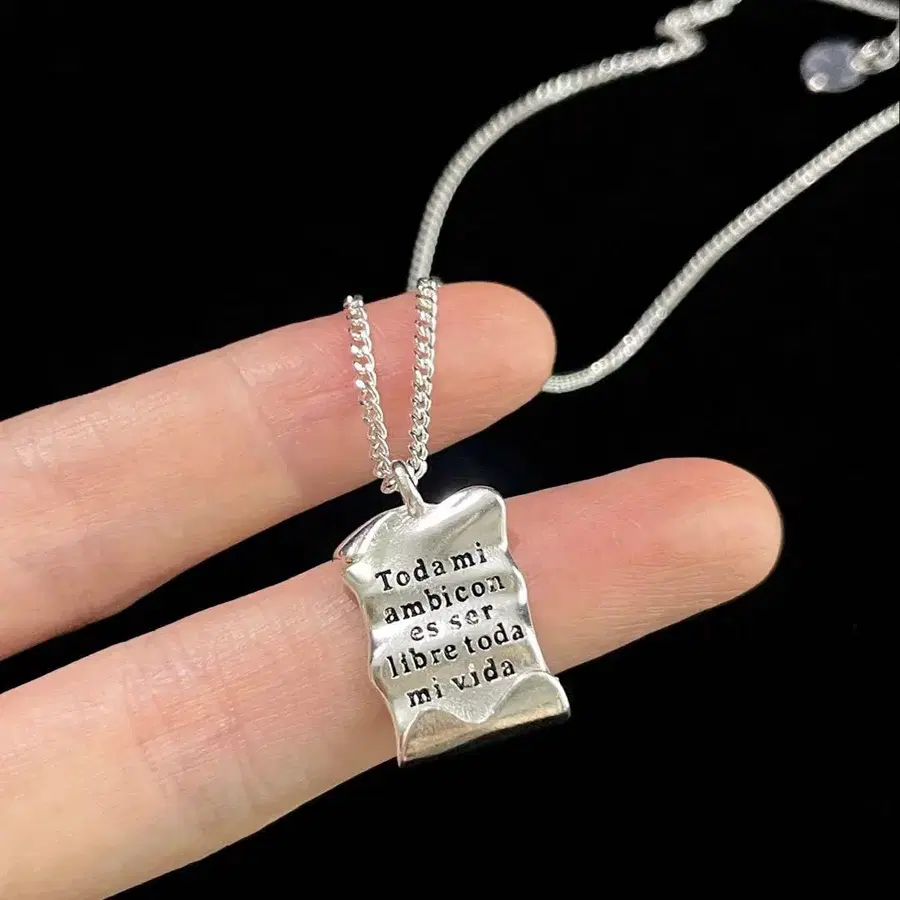 Toda mi
ambicon
es ser
libre toda
mi vida